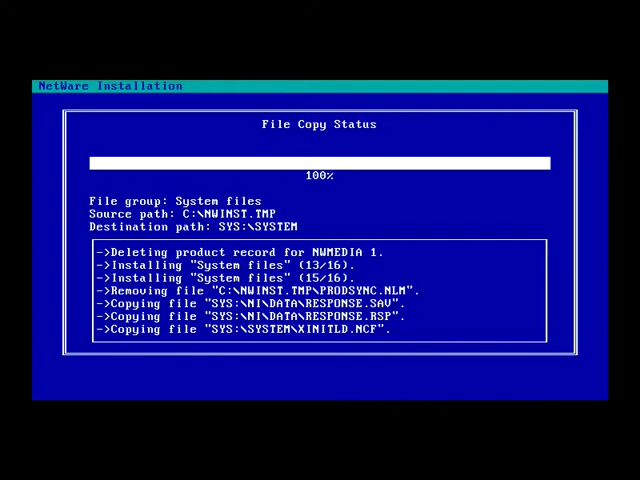 NetWare Installation
File Copy Status
100%
File group: System files
Source path: C:\NWINST.TMP
Destination path: SYS:\SYSTEM
->Deleting product record for NWMEDIA 1.
->Installing "System files" (13/16).
->Installing "System files" (15/16).
->Removing file "C:\NWINST.TMP\PRODSYNC.NLM".
->Copying file "SYS:\NI\DATA\RESPONSE.SAV".
->Copying file "SYS:\NI\DATA\RESPONSE.RSP".
->Copying file "SYS:\SYSTEM\XINITLD.NCF".